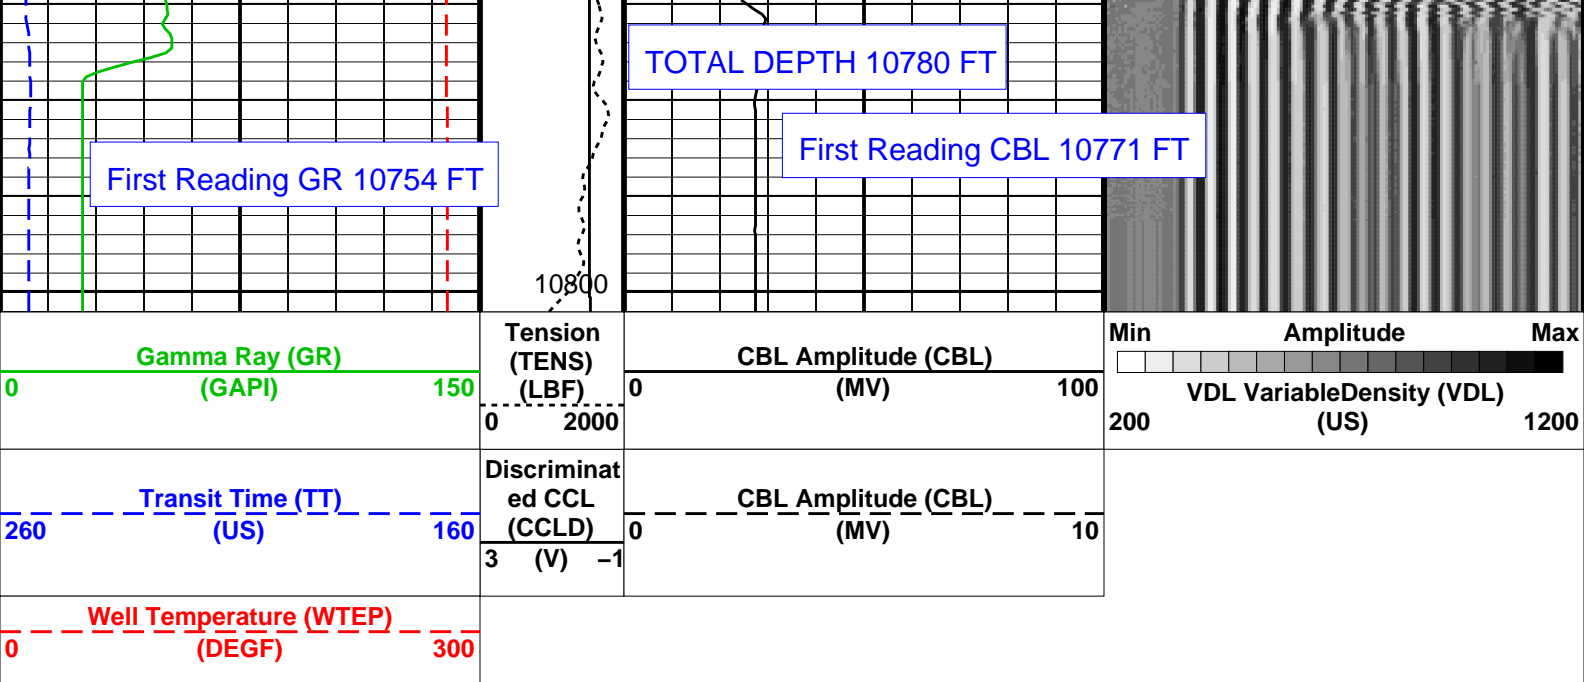 TOTAL DEPTH 10780 FT
First Reading CBL 10771 FT
First Reading GR 10754 FT
10800
Gamma Ray (GR)
0 (GAPI) 150
Tension
(TENS)
(LBF)
0 2000
CBL Amplitude (CBL)
0 (MV) 100
Min Amplitude Max
VDL VariableDensity (VDL)
200 (US) 1200
Transit Time (TT)
260 (US) 160
Discriminat
ed CCL
(CCLD)
3 (V) −1
CBL Amplitude (CBL)
0 (MV) 10
Well Temperature (WTEP)
0 (DEGF) 300